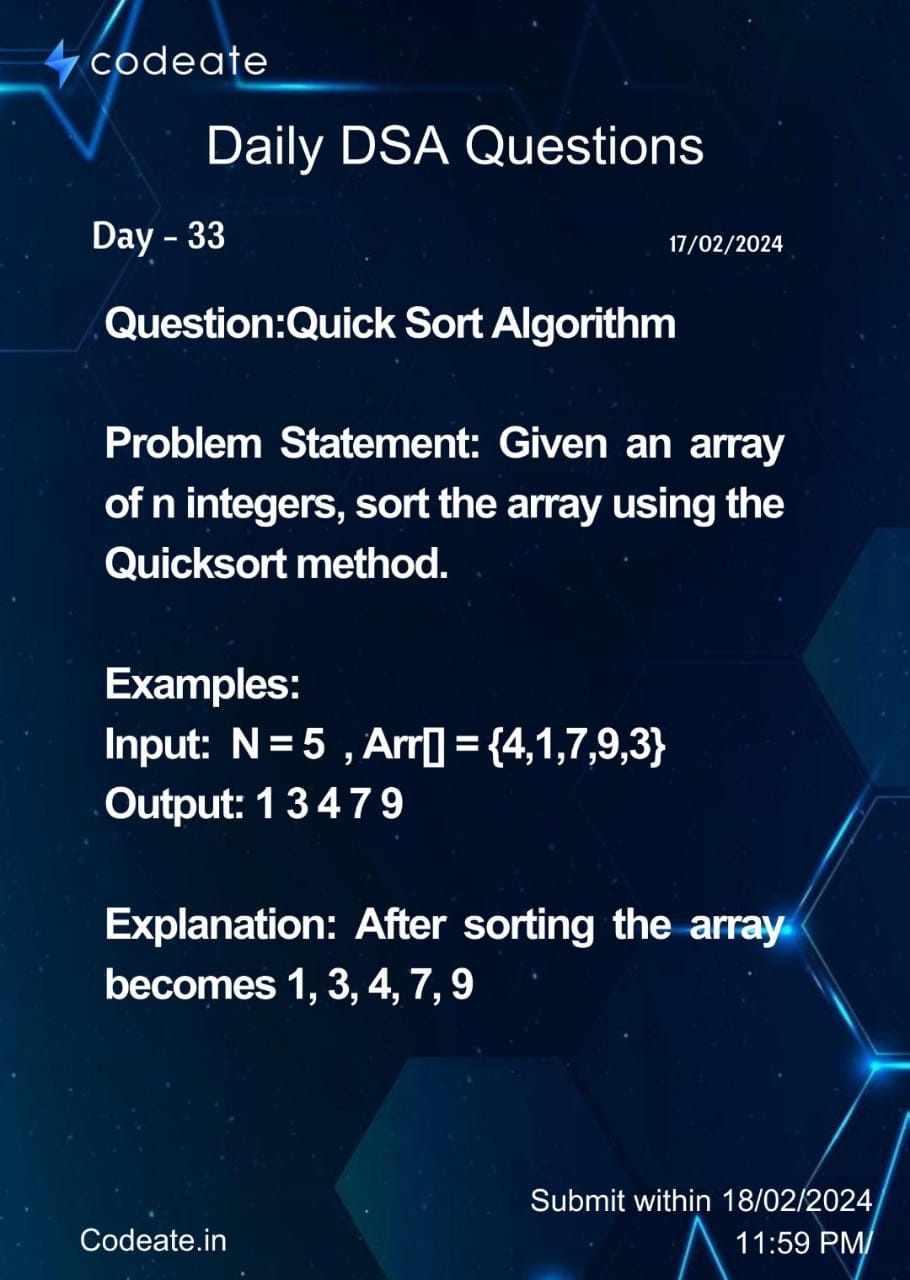 codeate
Daily DSA Questions
Day - 33
17/02/2024
Question:Quick Sort Algorithm
Problem Statement: Given an array
of n integers, sort the array using the
Quicksort method.
Examples:
Input: N = 5 , Arr[] = {4,1,7,9,3}
Output: 1 3 4 7 9
Explanation: After sorting the array
becomes 1, 3, 4, 7, 9
Submit within 18/02/2024
11:59 PM/
Codeate.in